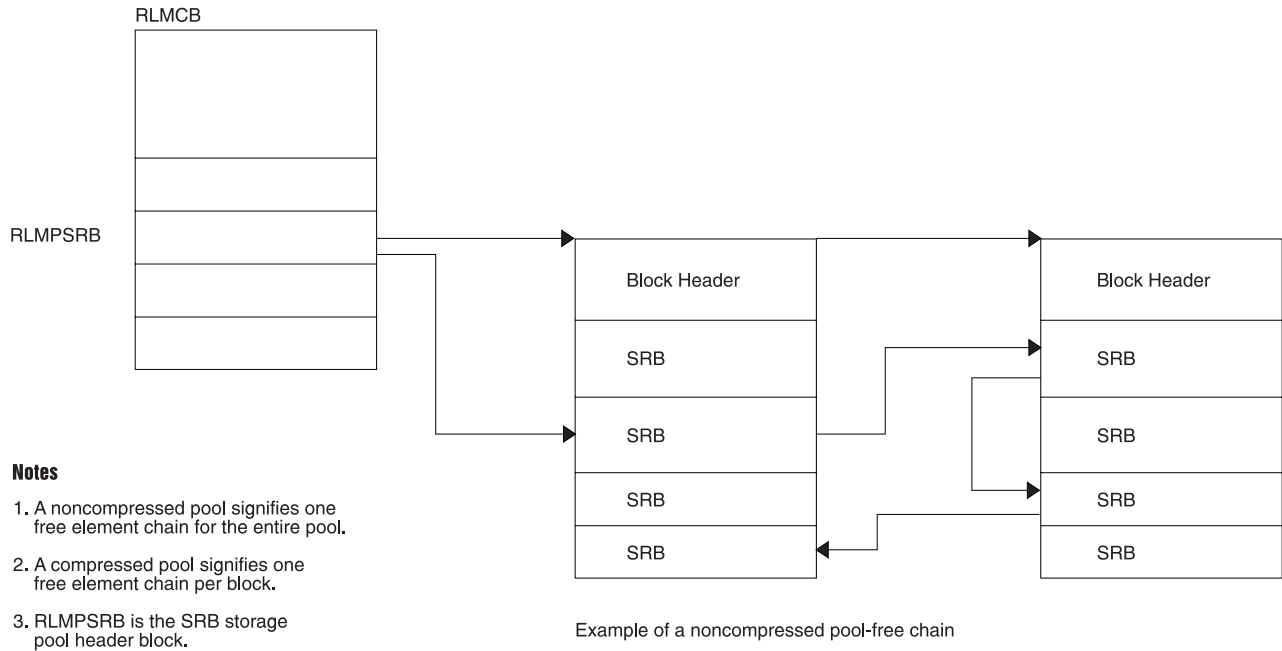 RLMCB
RLMPSRB
Block Header
SRB
SRB
SRB
SRB
Block Header
SRB
SRB
SRB
SRB
Notes
1. A noncompressed pool signifies one
free element chain for the entire pool.
2. A compressed pool signifies one
free element chain per block.
3. RLMPSRB is the SRB storage
pool header block.
Example of a noncompressed pool-free chain